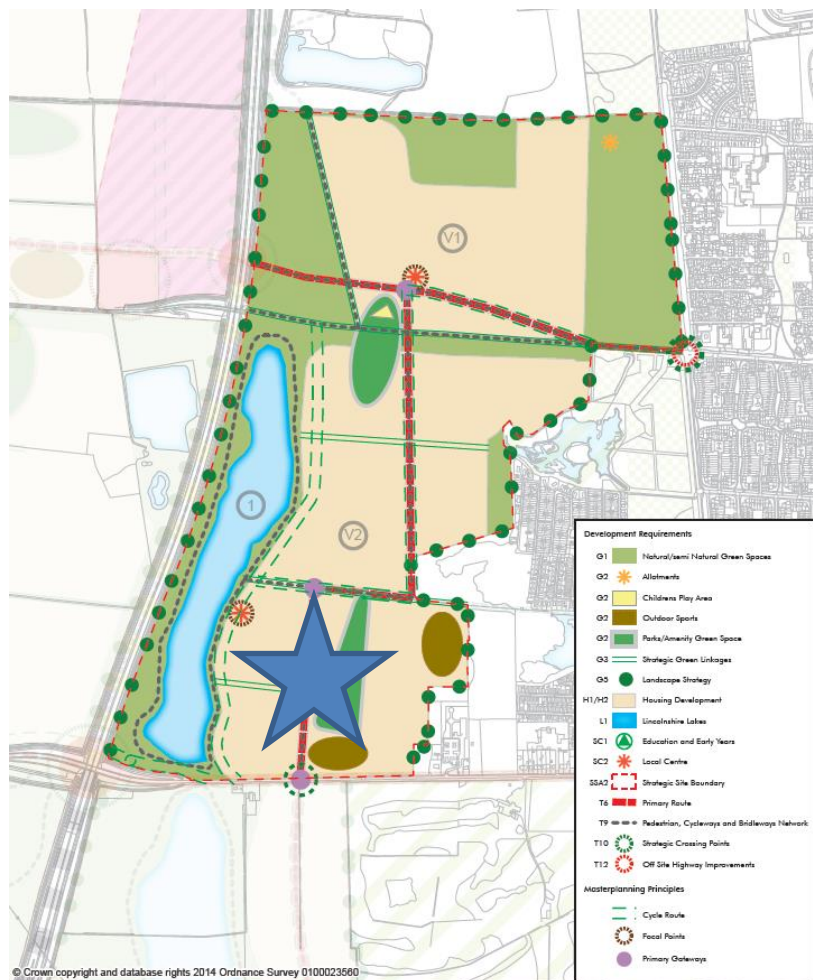 V1
1
V2
Development Requirements
G1 Natural/semi Natural Green Spaces
G2 Allotments
G2 Childrens Play Area
G2 Outdoor Sports
G2 Parks/Amenity Green Space
G3 Strategic Green Linkages
G5 Landscape Strategy
H1/H2 Housing Development
L1 Lincolnshire Lakes
SC1 Education and Early Years
SC2 Local Centre
SSA2 Strategic Site Boundary
T6 Primary Route
T9 Pedestrian, Cycleways and Bridleways Network
T10 Strategic Crossing Points
T12 Off Site Highway Improvements
Masterplanning Principles
Cycle Route
Focal Points
Primary Gateways
© Crown copyright and database rights 2014 Ordnance Survey 0100023560